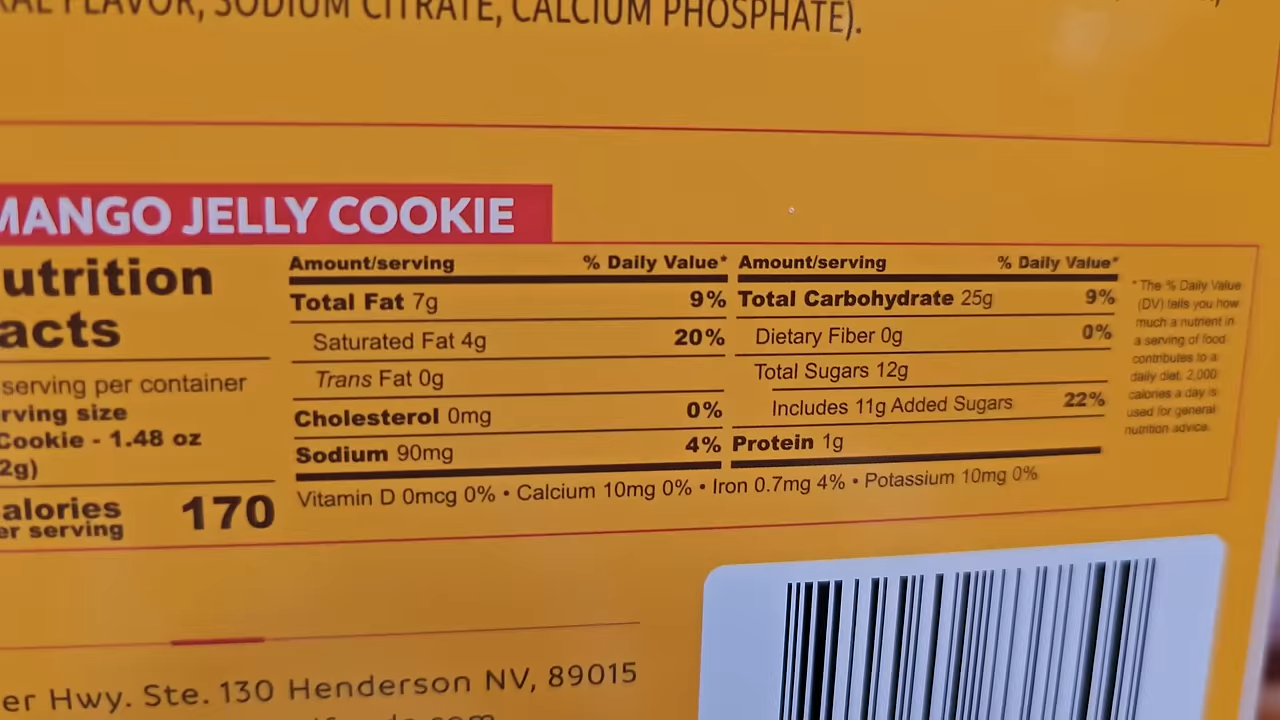 RAL FLAVOR, SODIUM CITRATE, CALCIUM PHOSPHATE).
MANGO JELLY COOKIE
utrition
acts
serving per container
rving size
Cookie - 1.48 oz
2g)
alories
er serving
170
Amount/serving % Daily Value*
Total Fat 7g 9%
Saturated Fat 4g 20%
Trans Fat 0g
Cholesterol 0mg 0%
Sodium 90mg 4%
Amount/serving % Daily Value*
Total Carbohydrate 25g 9%
Dietary Fiber 0g 0%
Total Sugars 12g
Includes 11g Added Sugars 22%
Protein 1g
Vitamin D 0mcg 0% • Calcium 10mg 0% • Iron 0.7mg 4% • Potassium 10mg 0%
* The % Daily Value
(DV) tells you how
much a nutrient in
a serving of food
contributes to a
daily diet. 2,000
calories a day is
used for general
nutrition advice.
er Hwy. Ste. 130 Henderson NV, 89015